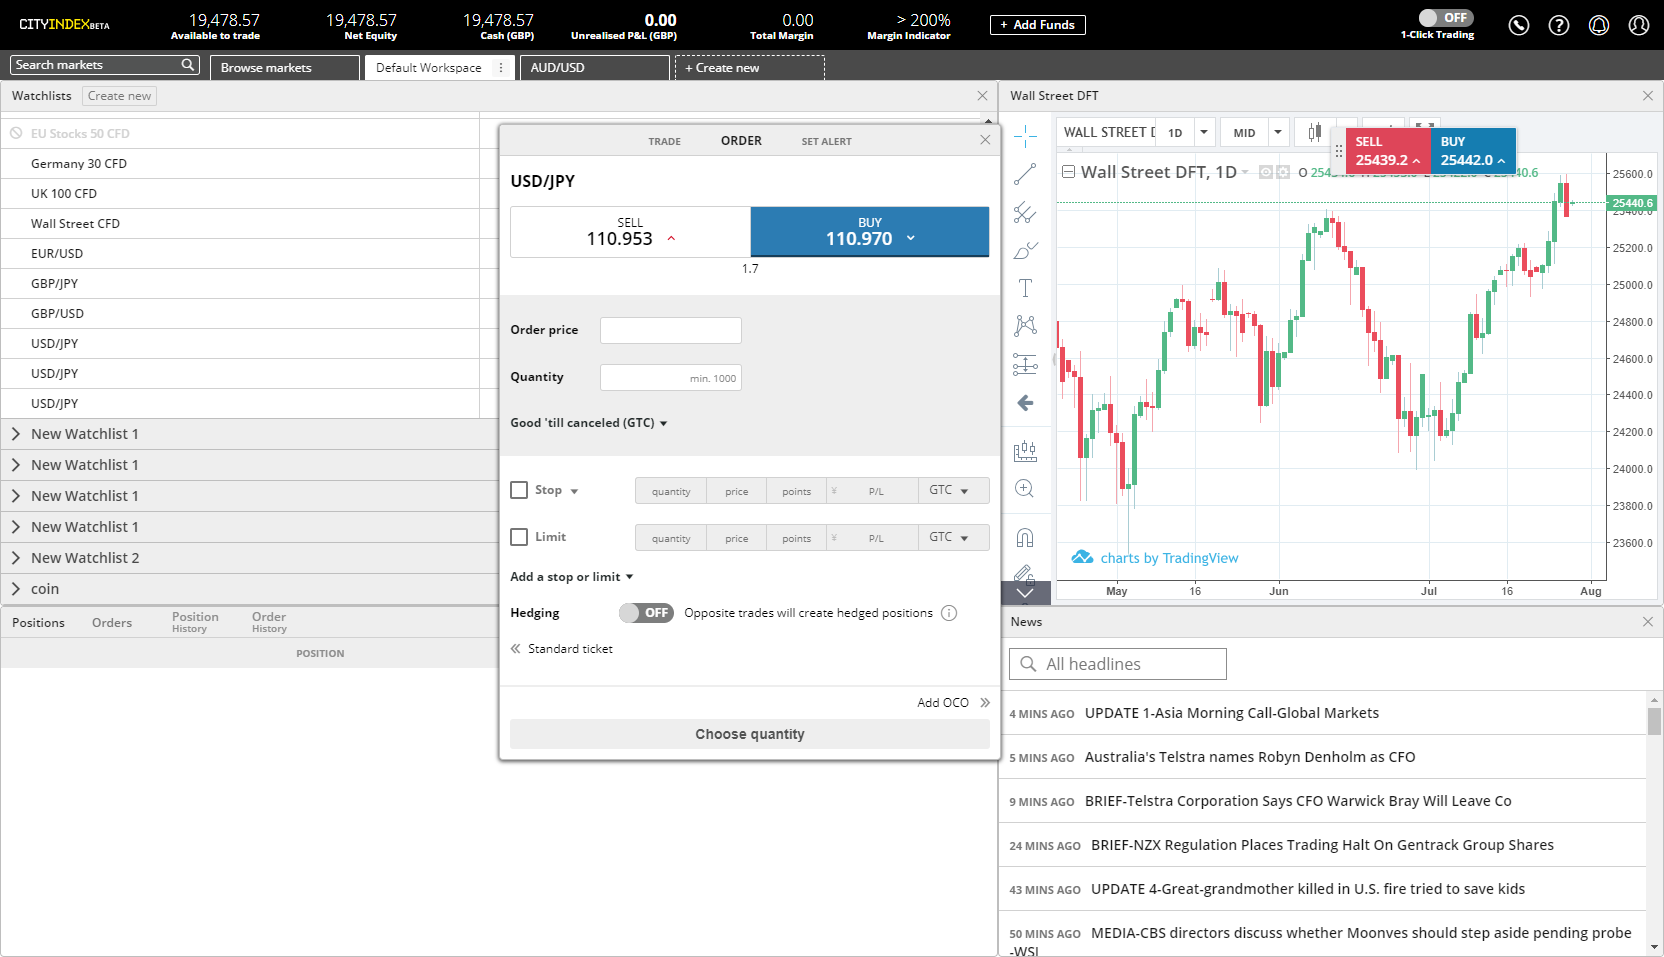 CITYINDEXBETA
19,478.57
Available to trade
19,478.57
Net Equity
19,478.57
Cash (GBP)
0.00
Unrealised P&L (GBP)
0.00
Total Margin
> 200%
Margin Indicator
+ Add Funds
OFF
1-Click Trading
Search markets
Browse markets
Default Workspace
AUD/USD
+ Create new
Watchlists
Create new
EU Stocks 50 CFD
Germany 30 CFD
UK 100 CFD
Wall Street CFD
EUR/USD
GBP/JPY
GBP/USD
USD/JPY
USD/JPY
USD/JPY
New Watchlist 1
New Watchlist 1
New Watchlist 1
New Watchlist 1
New Watchlist 2
coin
Positions
Orders
Position History
Order History
POSITION
TRADE
ORDER
SET ALERT
USD/JPY
SELL
110.953
BUY
110.970
1.7
Order price
Quantity
min. 1000
Good 'till canceled (GTC)
Stop
quantity
price
points
¥
P/L
GTC
Limit
quantity
price
points
¥
P/L
GTC
Add a stop or limit
Hedging
OFF
Opposite trades will create hedged positions
Standard ticket
Add OCO
Choose quantity
Wall Street DFT
WALL STREET D
1D
MID
SELL
25439.2
BUY
25442.0
Wall Street DFT, 1D
O
25600.0
25440.6
25400.0
25200.0
25000.0
24800.0
24600.0
24400.0
24200.0
24000.0
23800.0
23600.0
charts by TradingView
May
16
Jun
Jul
16
Aug
News
All headlines
4 MINS AGO UPDATE 1-Asia Morning Call-Global Markets
5 MINS AGO Australia's Telstra names Robyn Denholm as CFO
9 MINS AGO BRIEF-Telstra Corporation Says CFO Warwick Bray Will Leave Co
24 MINS AGO BRIEF-NZX Regulation Places Trading Halt On Gentrack Group Shares
43 MINS AGO UPDATE 4-Great-grandmother killed in U.S. fire tried to save kids
50 MINS AGO MEDIA-CBS directors discuss whether Moonves should step aside pending probe
-WSJ